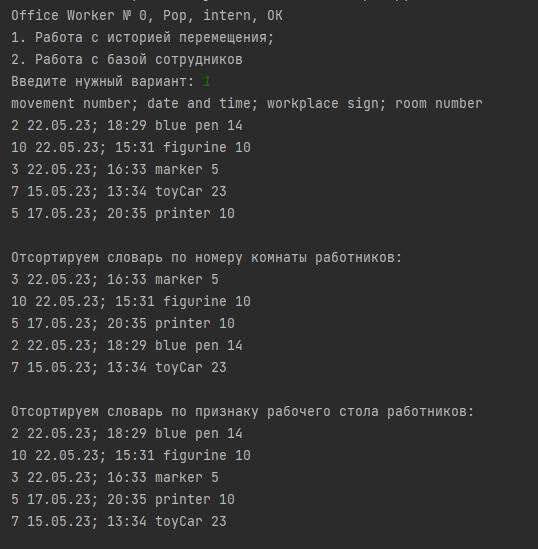 Office Worker № 0, Pop, intern, OK
1. Работа с историей перемещения;
2. Работа с базой сотрудников
Введите нужный вариант: 1
movement number; date and time; workplace sign; room number
2 22.05.23; 18:29 blue pen 14
10 22.05.23; 15:31 figurine 10
3 22.05.23; 16:33 marker 5
7 15.05.23; 13:34 toyCar 23
5 17.05.23; 20:35 printer 10
Отсортируем словарь по номеру комнаты работников:
3 22.05.23; 16:33 marker 5
10 22.05.23; 15:31 figurine 10
5 17.05.23; 20:35 printer 10
2 22.05.23; 18:29 blue pen 14
7 15.05.23; 13:34 toyCar 23
Отсортируем словарь по признаку рабочего стола работников:
2 22.05.23; 18:29 blue pen 14
10 22.05.23; 15:31 figurine 10
3 22.05.23; 16:33 marker 5
5 17.05.23; 20:35 printer 10
7 15.05.23; 13:34 toyCar 23